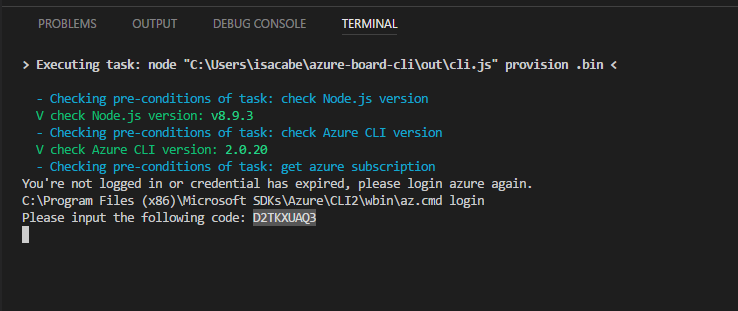 PROBLEMS OUTPUT DEBUG CONSOLE TERMINAL
> Executing task: node "C:\Users\isacabe\azure-board-cli\out\cli.js" provision .bin <
- Checking pre-conditions of task: check Node.js version
V check Node.js version: v8.9.3
- Checking pre-conditions of task: check Azure CLI version
V check Azure CLI version: 2.0.20
- Checking pre-conditions of task: get azure subscription
You're not logged in or credential has expired, please login azure again.
C:\Program Files (x86)\Microsoft SDKs\Azure\CLI2\wbin\az.cmd login
Please input the following code: D2TKXUAQ3